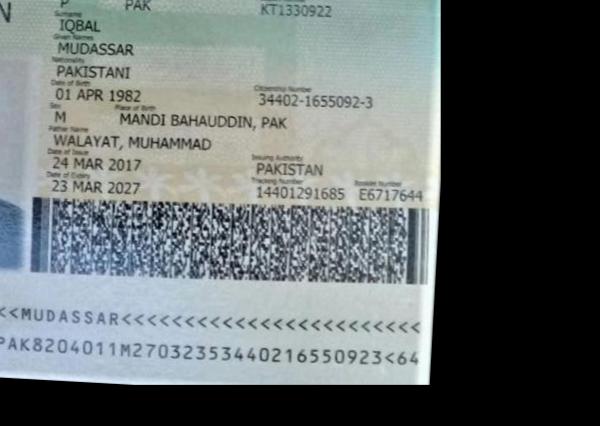 N P PAK KT1330922
Surname
IQBAL
Given Names
MUDASSAR
Nationality
PAKISTANI
Date of Birth Citizenship Number
01 APR 1982 34402-1655092-3
Sex Place of Birth
M MANDI BAHAUDDIN, PAK
Father Name
WALAYAT, MUHAMMAD
Date of Issue Issuing Authority
24 MAR 2017 PAKISTAN
Date of Expiry Tracking Number Booklet Number
23 MAR 2027 14401291685 E6717644
<<MUDASSAR<<<<<<<<<<<<<<<<<<<<<<<<
PAK8204011M27032353440216550923<64